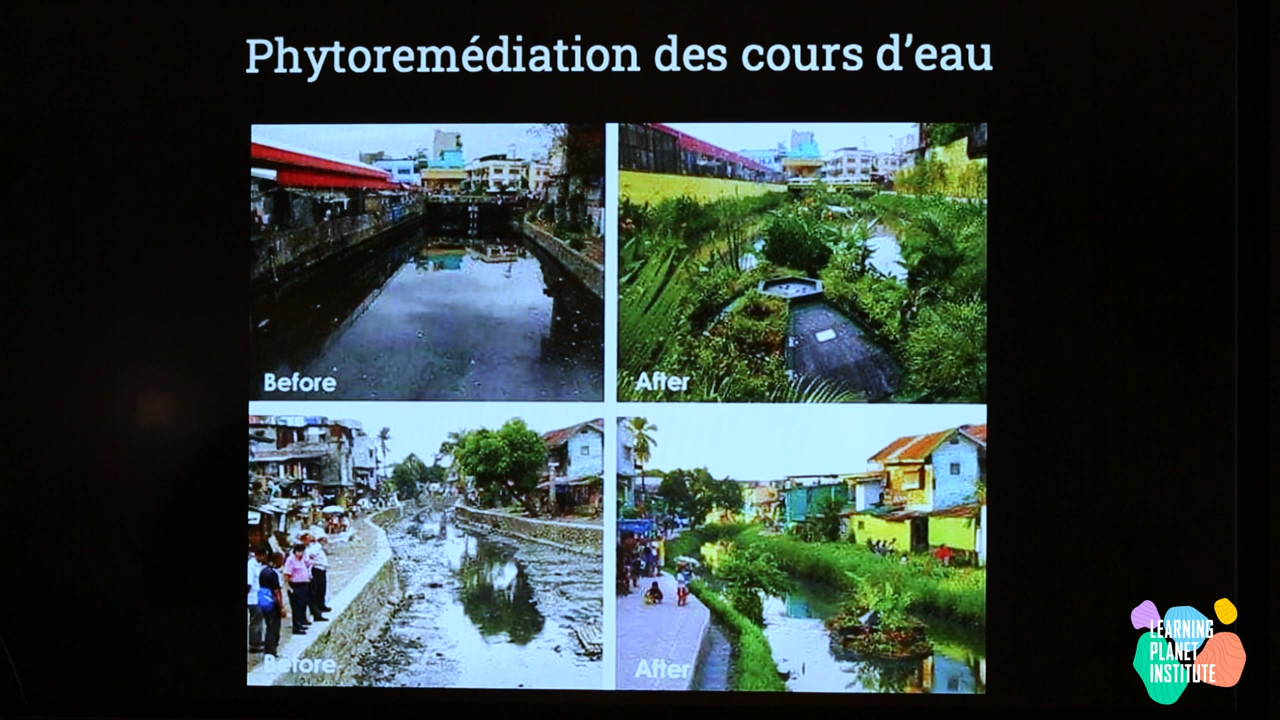 Phytoremédiation des cours d’eau
Before
After
Before
After
LEARNING
PLANET
INSTITUTE